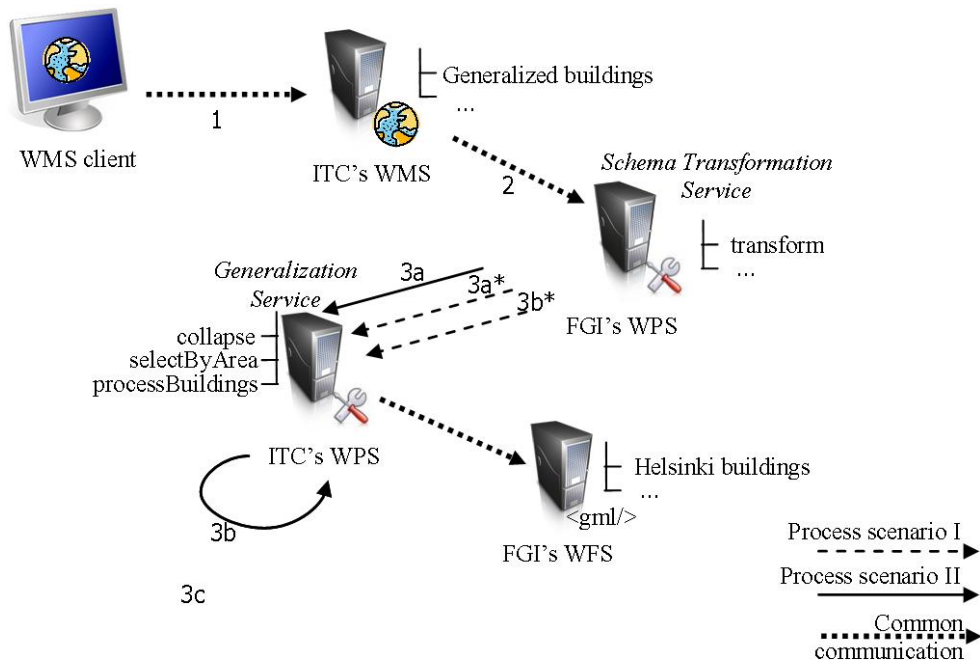 Generalized buildings
...
1
WMS client
ITC's WMS
2
Schema Transformation
Service
transform
...
FGI's WPS
Generalization
Service
3a
3a*
3b*
collapse
selectByArea
processBuildings
ITC's WPS
3b
3c
Helsinki buildings
...
<gml/>
FGI's WFS
Process scenario I
Process scenario II
Common
communication